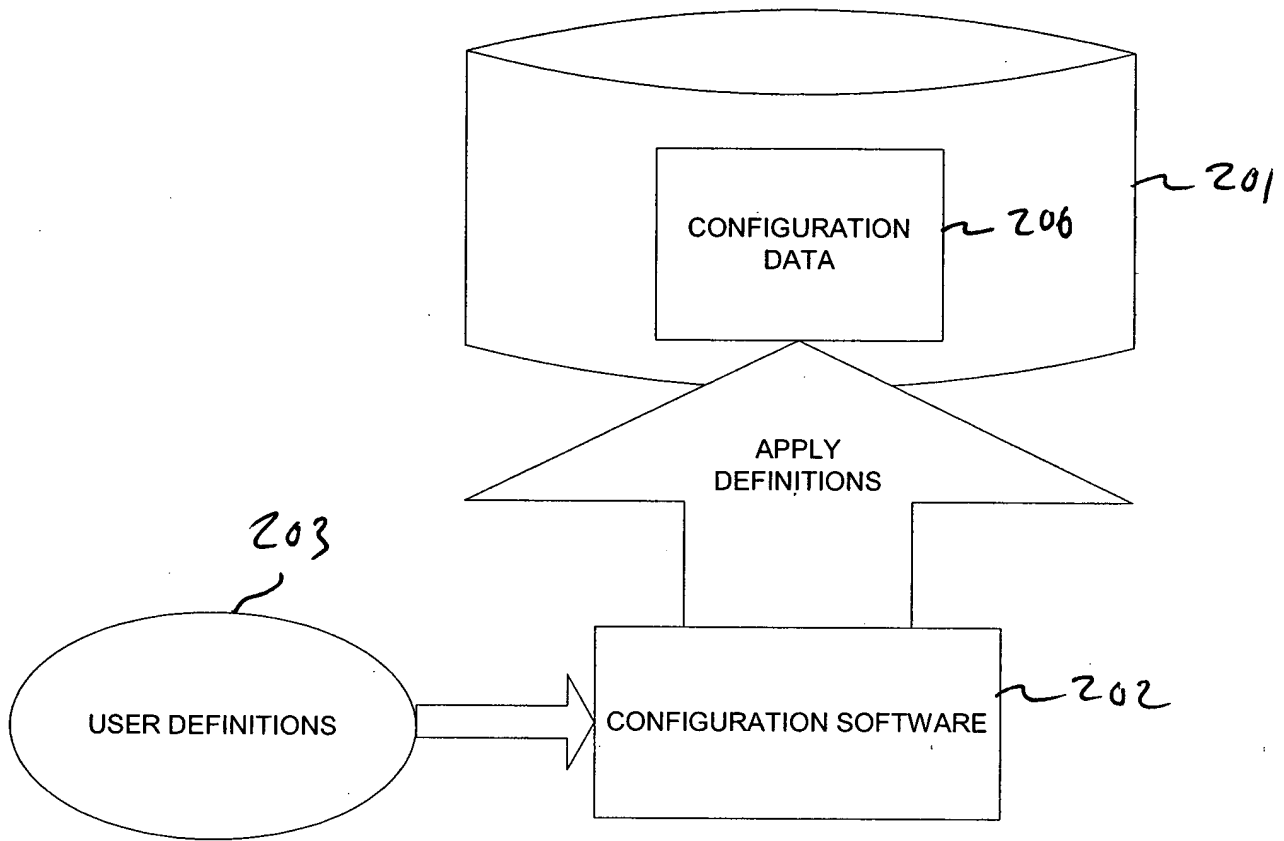 201
CONFIGURATION
DATA
206
APPLY
DEFINITIONS
203
USER DEFINITIONS
CONFIGURATION SOFTWARE
202